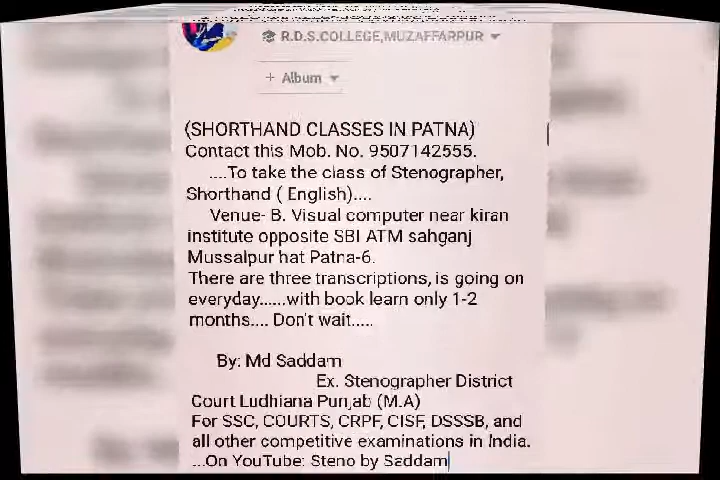 R.D.S.COLLEGE,MUZAFFARPUR
+ Album
(SHORTHAND CLASSES IN PATNA)
Contact this Mob. No. 9507142555.
....To take the class of Stenographer,
Shorthand ( English)....
Venue- B. Visual computer near kiran
institute opposite SBI ATM sahganj
Mussalpur hat Patna-6.
There are three transcriptions, is going on
everyday......with book learn only 1-2
months.... Don't wait.....
By: Md Saddam
Ex. Stenographer District
Court Ludhiana Punjab (M.A)
For SSC, COURTS, CRPF, CISF, DSSSB, and
all other competitive examinations in India.
...On YouTube: Steno by Saddam